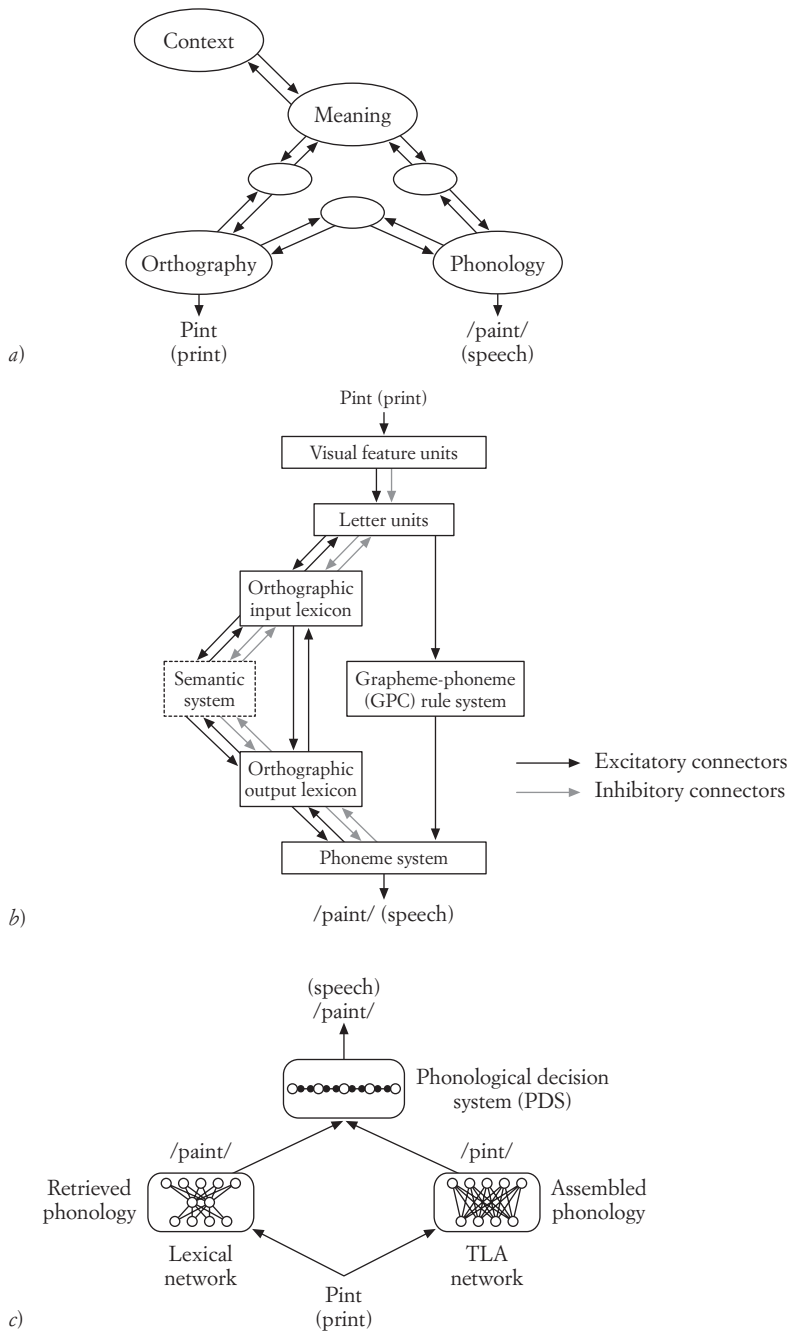 Context
Meaning
Orthography
Phonology
Pint
(print)
/paint/
(speech)
a)
Pint (print)
Visual feature units
Letter units
Orthographic
input lexicon
Semantic
system
Grapheme-phoneme
(GPC) rule system
Orthographic
output lexicon
Excitatory connectors
Inhibitory connectors
Phoneme system
/paint/ (speech)
b)
(speech)
/paint/
Phonological decision
system (PDS)
/paint/
/pint/
Retrieved
phonology
Assembled
phonology
Lexical
network
TLA
network
Pint
(print)
c)